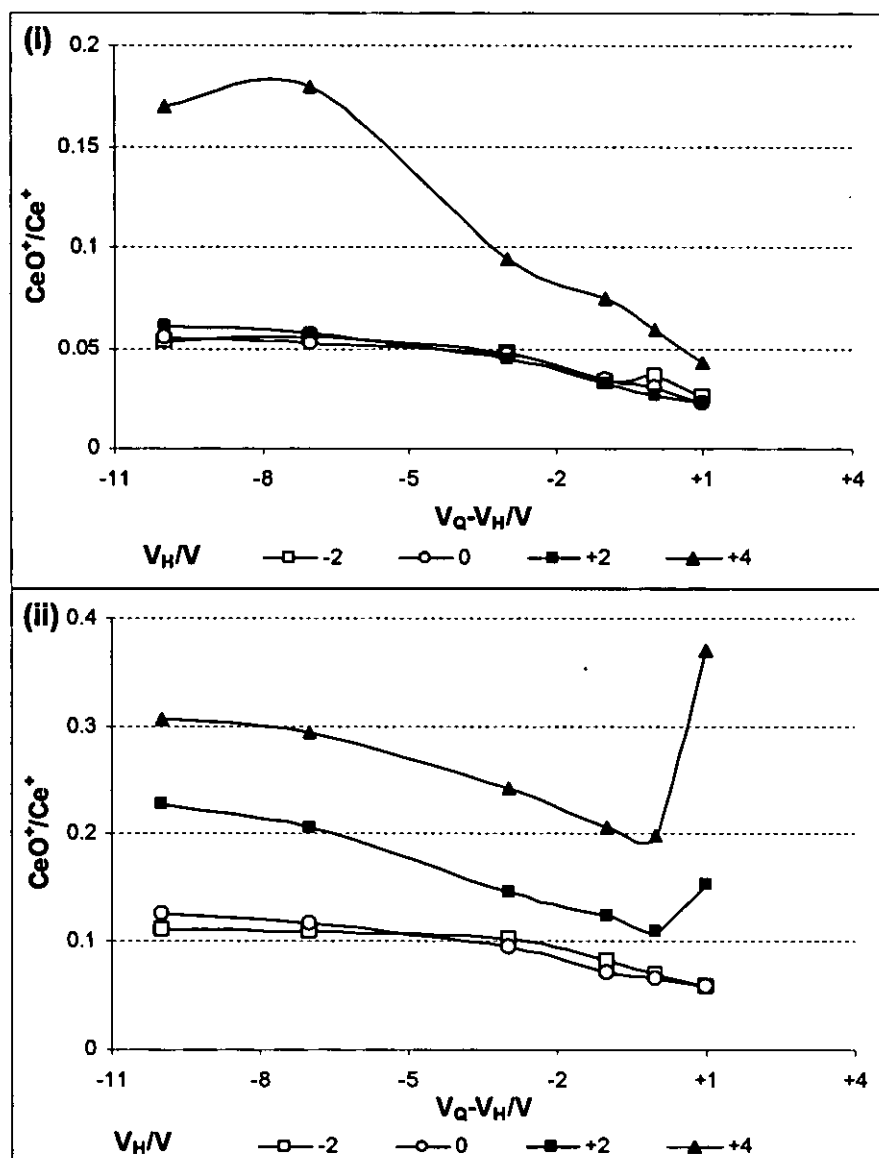 (i)
0.2
0.15
0.1
0.05
0
CeO⁺/Ce⁺
-11 -8 -5 -2 +1 +4
V_Q-V_H/V
V_H/V -2 0 +2 +4
(ii)
0.4
0.3
0.2
0.1
0
CeO⁺/Ce⁺
-11 -8 -5 -2 +1 +4
V_Q-V_H/V
V_H/V -2 0 +2 +4